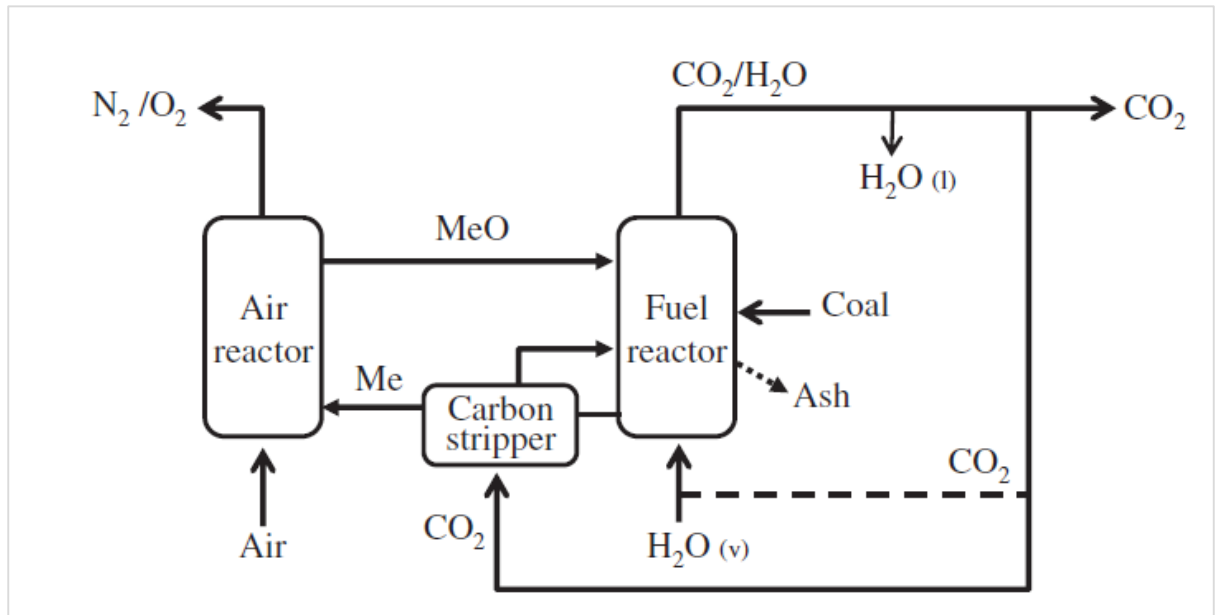 CO₂/H₂O
N₂ /O₂
CO₂
H₂O (l)
MeO
Air
reactor
Fuel
reactor
Coal
Me
Ash
Carbon
stripper
CO₂
CO₂
Air
H₂O (v)